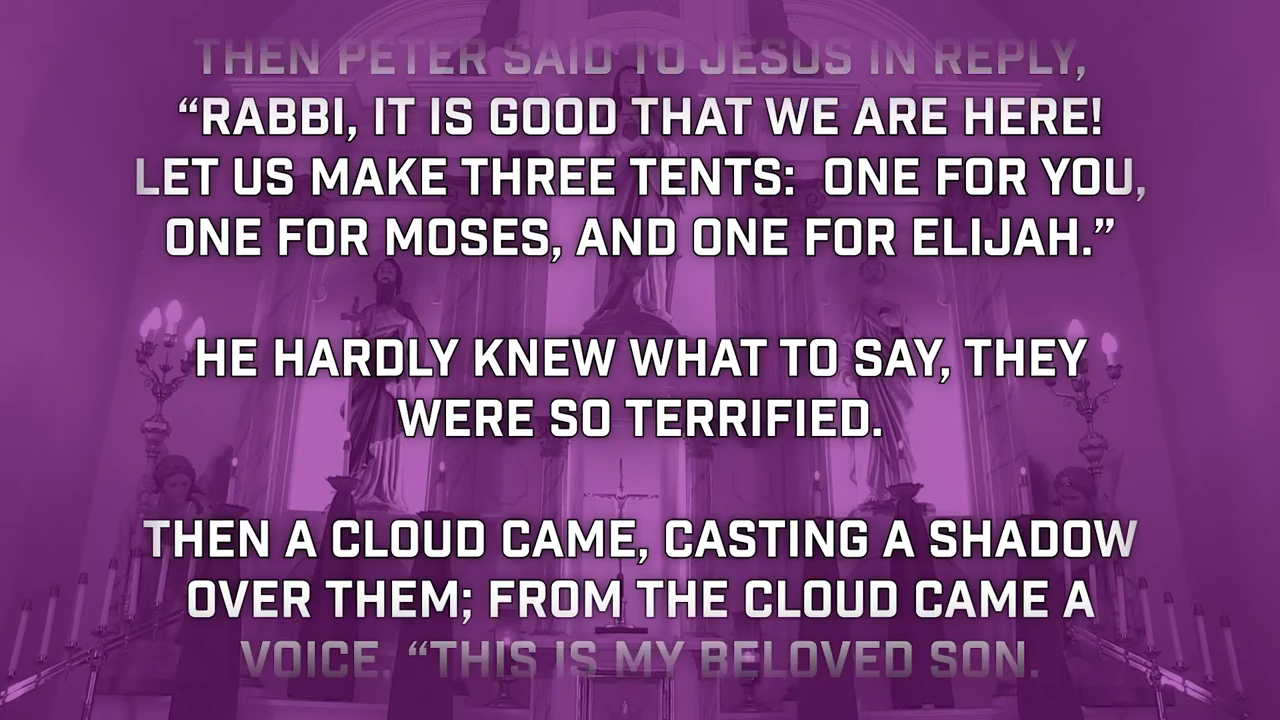 THEN PETER SAID TO JESUS IN REPLY,
“RABBI, IT IS GOOD THAT WE ARE HERE!
LET US MAKE THREE TENTS:  ONE FOR YOU,
ONE FOR MOSES, AND ONE FOR ELIJAH.”
HE HARDLY KNEW WHAT TO SAY, THEY
WERE SO TERRIFIED.
THEN A CLOUD CAME, CASTING A SHADOW
OVER THEM; FROM THE CLOUD CAME A
VOICE. “THIS IS MY BELOVED SON.